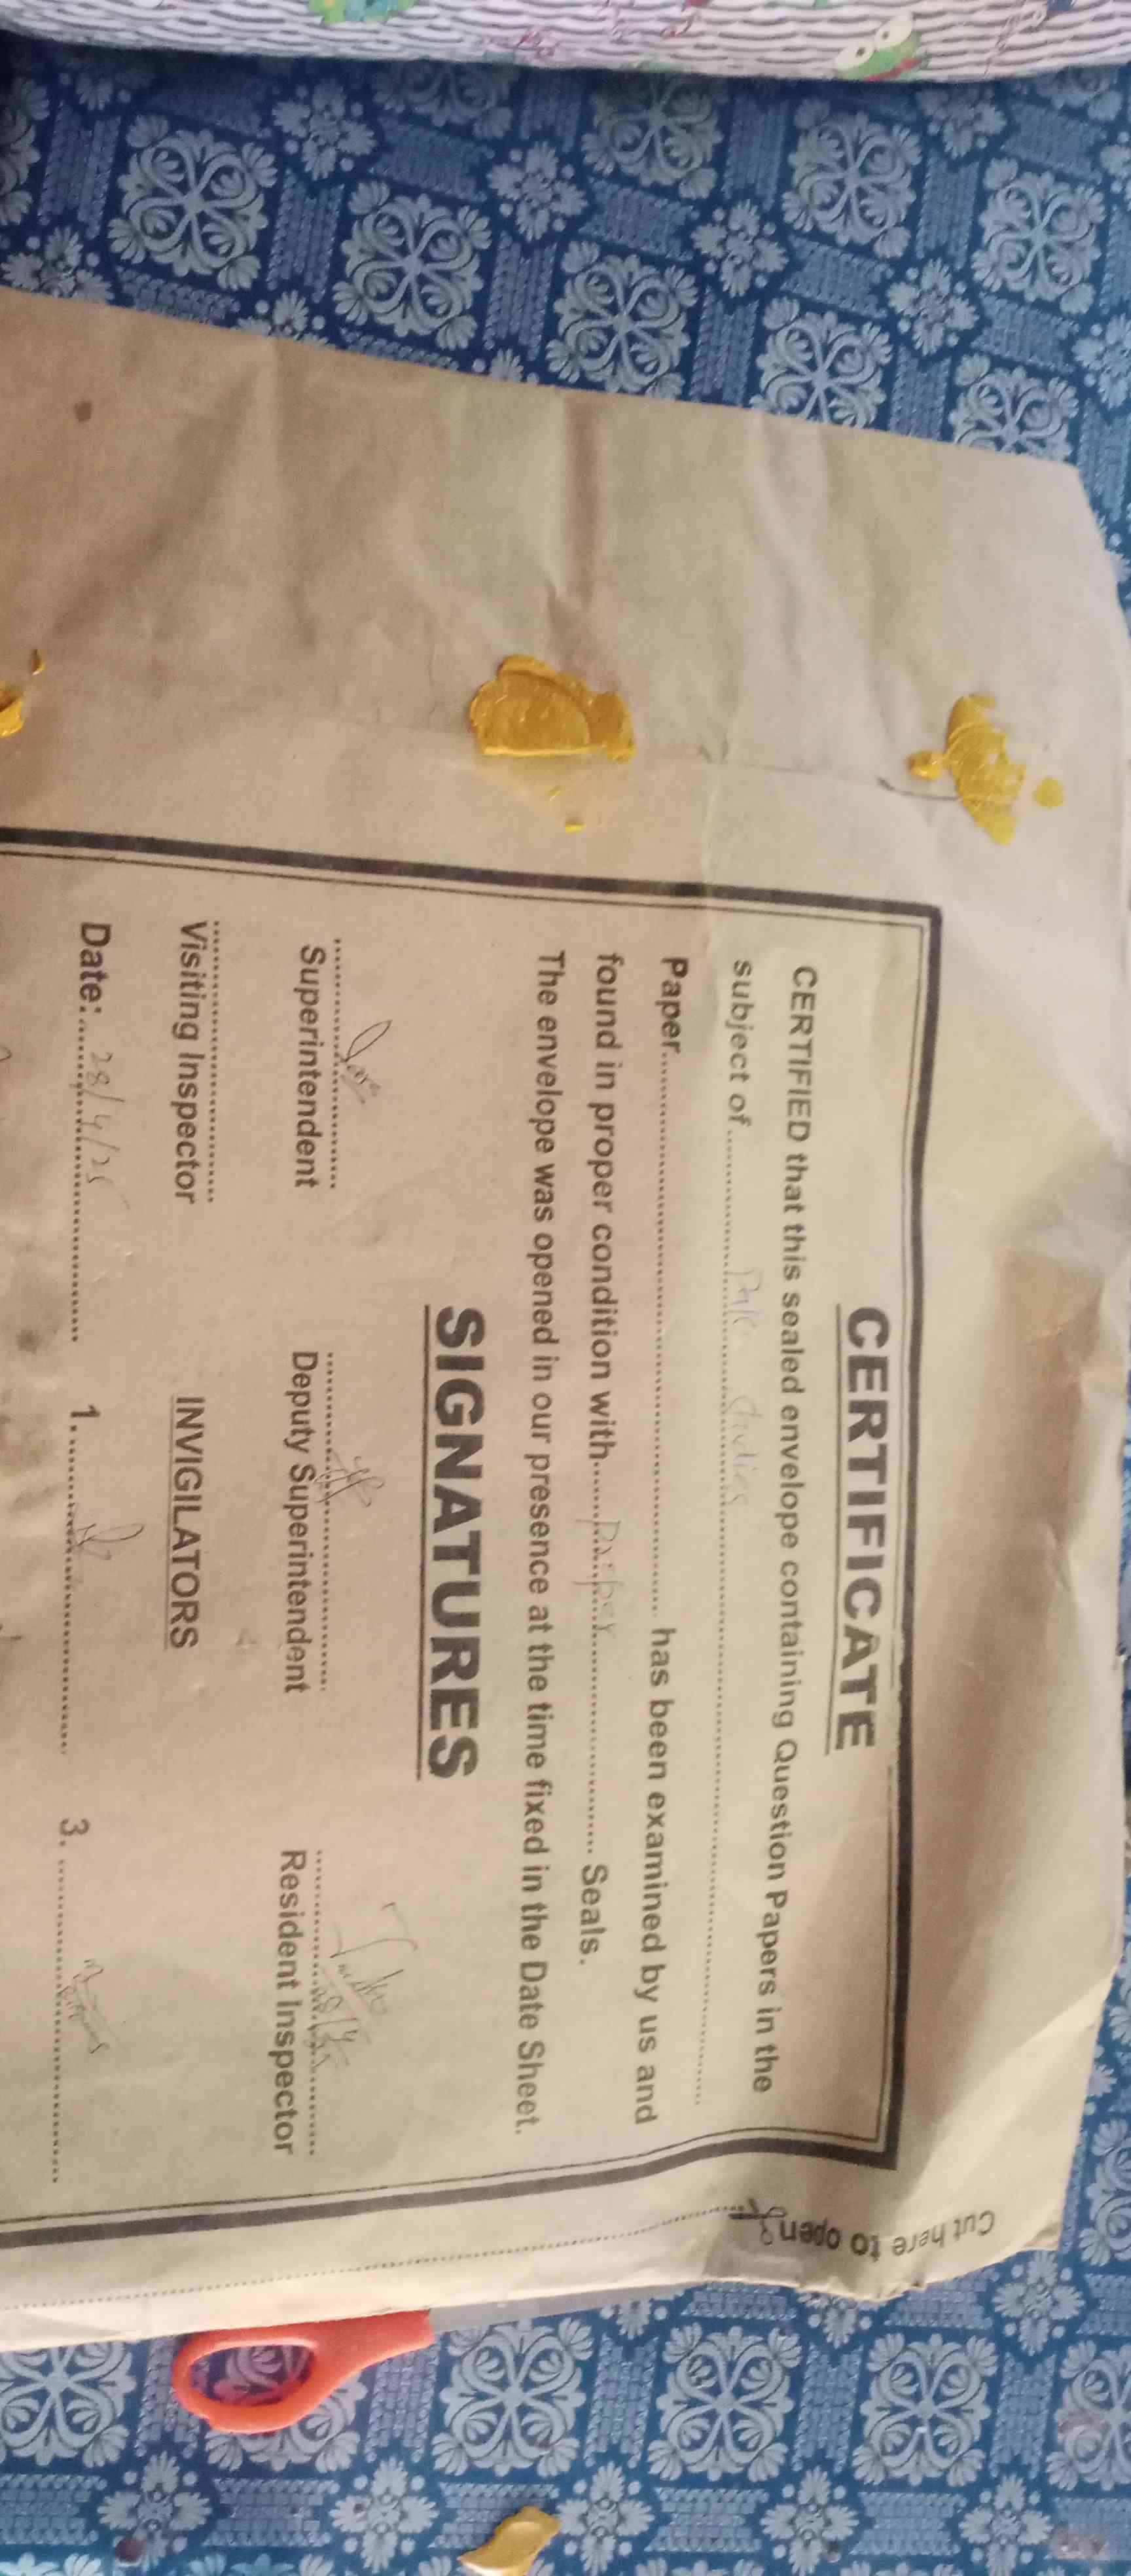 CERTIFICATE
CERTIFIED that this sealed envelope containing Question Papers in the
subject of .......... Pak. Studies ..........
Paper .......... has been examined by us and
found in proper condition with .......... Paper .......... Seals.
The envelope was opened in our presence at the time fixed in the Date Sheet.
SIGNATURES
Superintendent Deputy Superintendent Resident Inspector
Visiting Inspector INVIGILATORS
Date: 28/4/25 1. 3.
Cut here to open